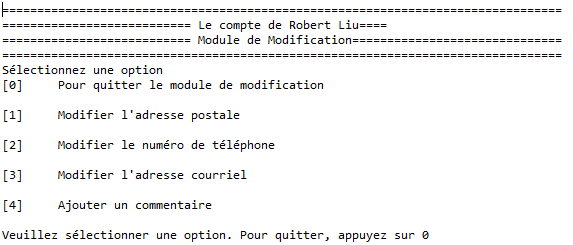 ================================================================================
=========================== Le compte de Robert Liu====
=========================== Module de Modification==============================
================================================================================
Sélectionnez une option
[0]     Pour quitter le module de modification
[1]     Modifier l'adresse postale
[2]     Modifier le numéro de téléphone
[3]     Modifier l'adresse courriel
[4]     Ajouter un commentaire
Veuillez sélectionner une option. Pour quitter, appuyez sur 0